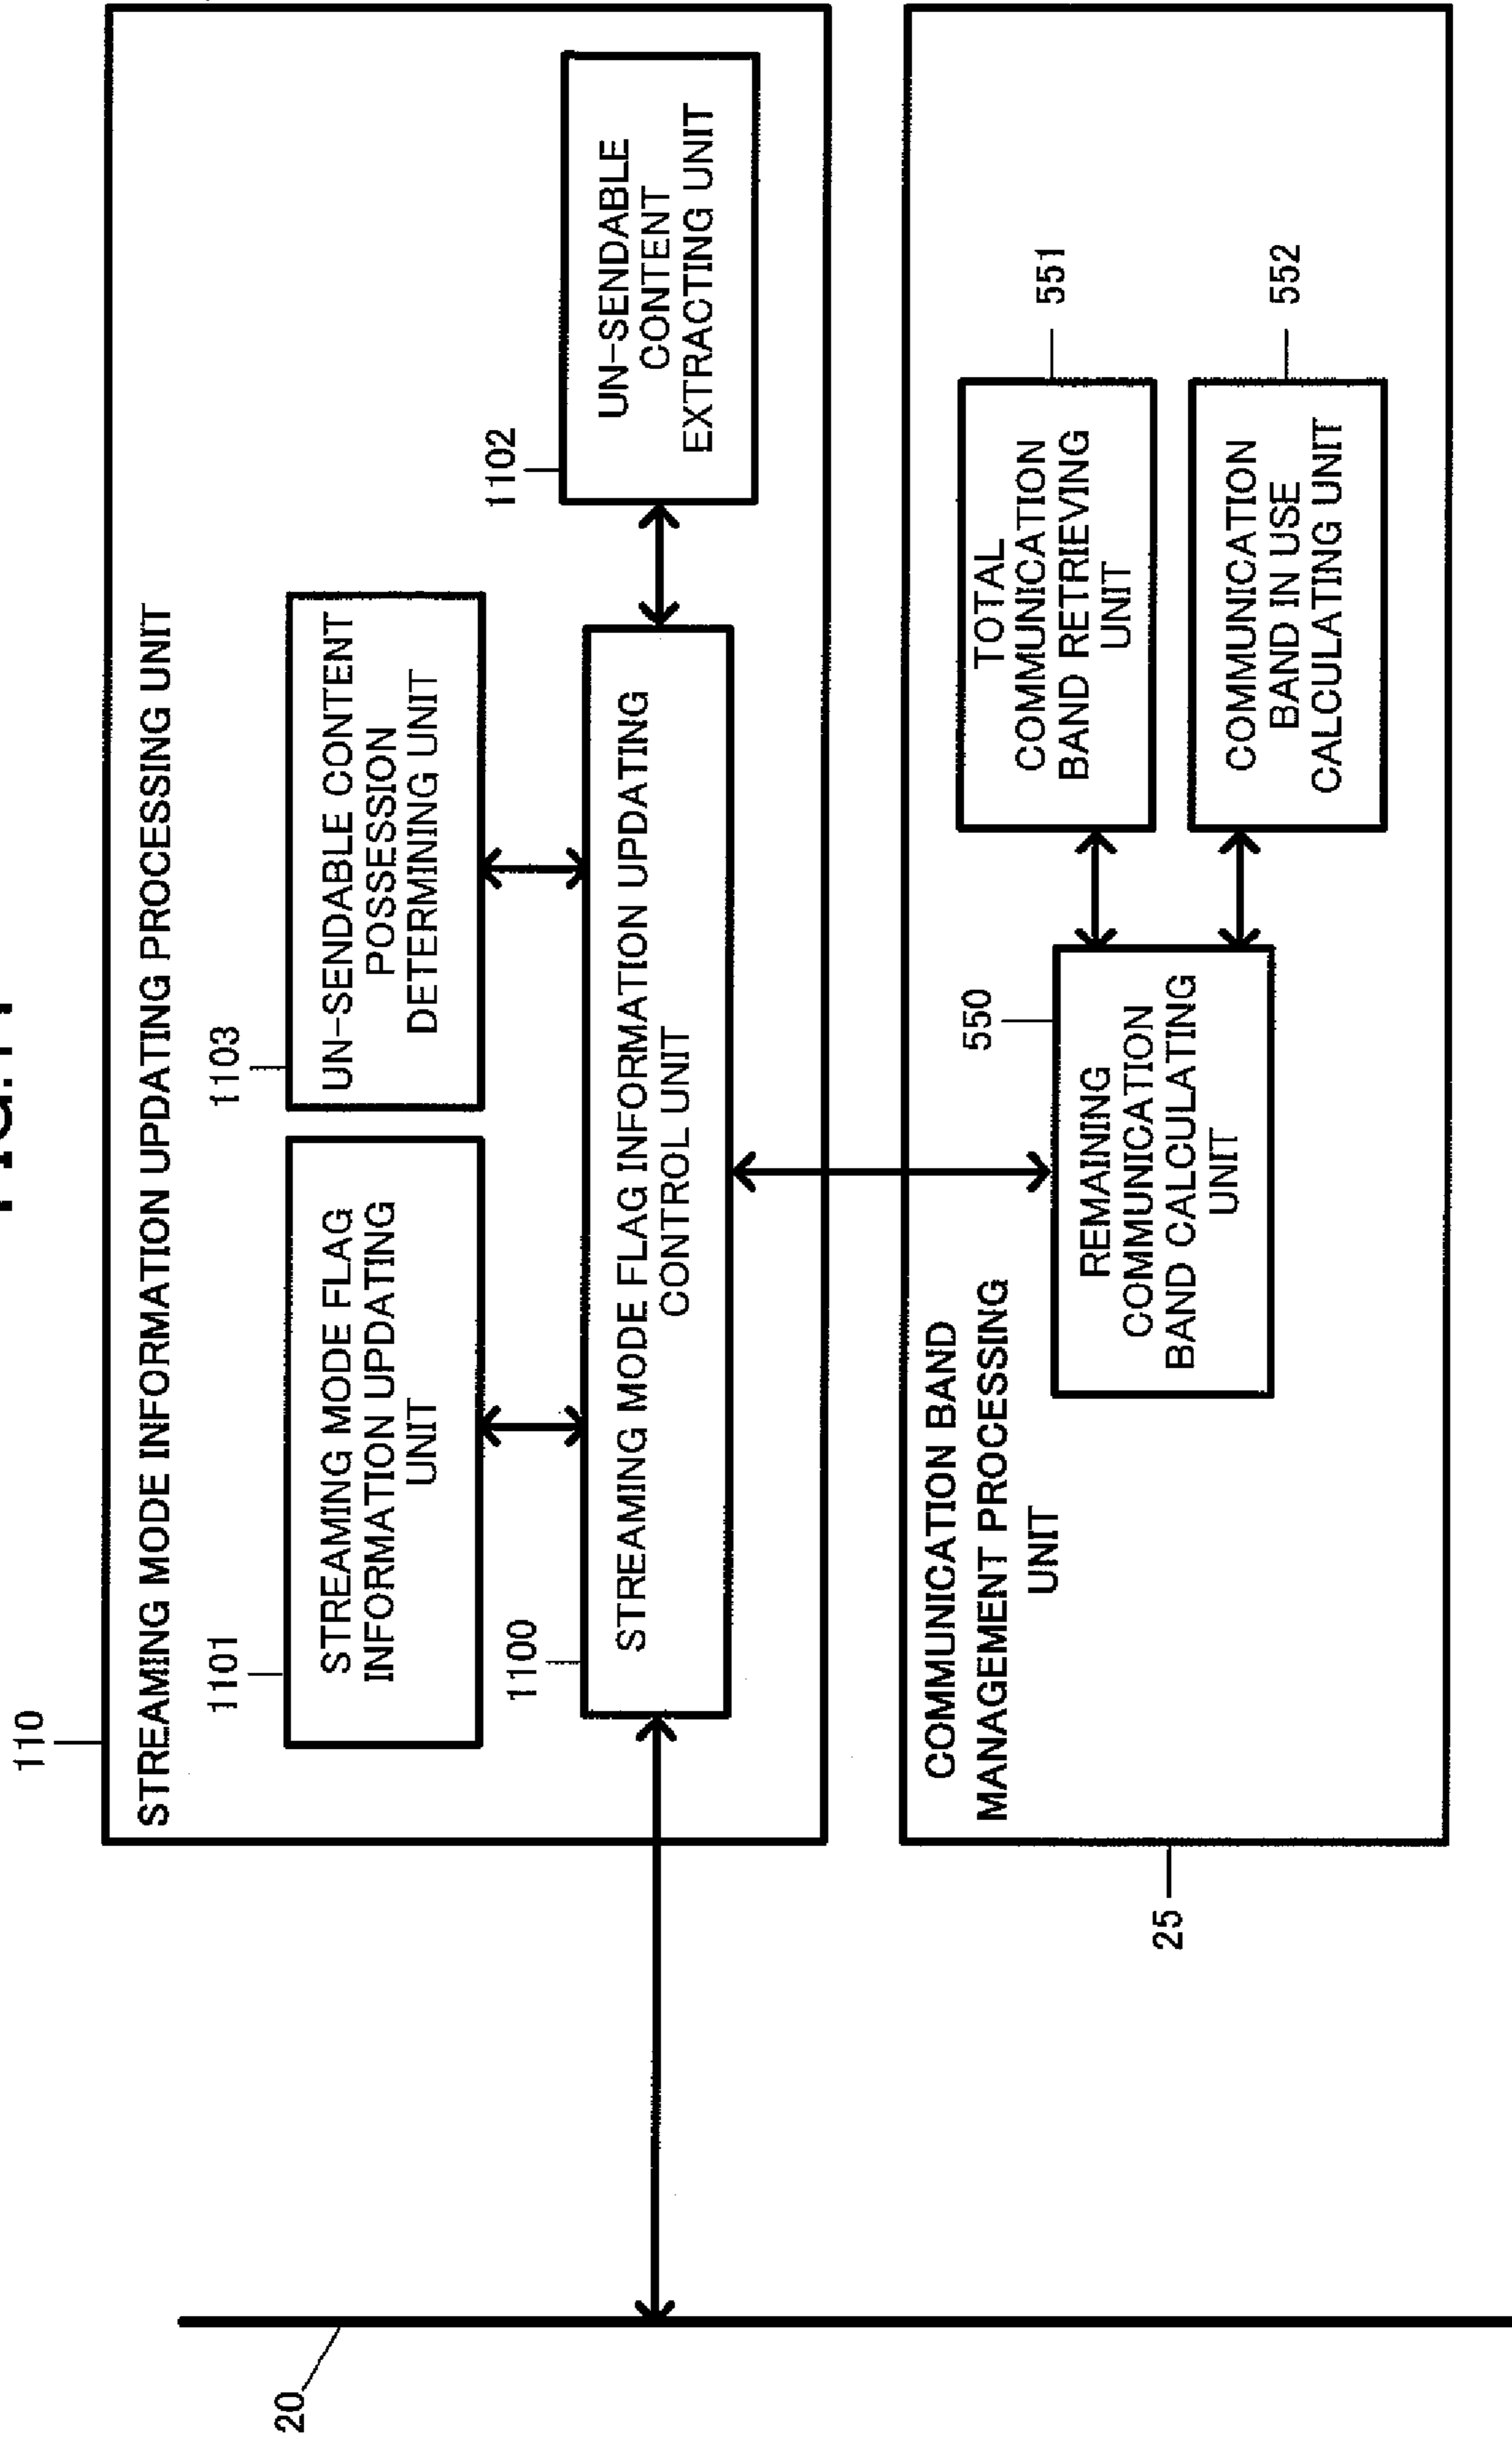 110
STREAMING MODE INFORMATION UPDATING PROCESSING UNIT
1101
STREAMING MODE FLAG
INFORMATION UPDATING
UNIT
1103
UN-SENDABLE CONTENT
POSSESSION
DETERMINING UNIT
20
1100
STREAMING MODE FLAG INFORMATION UPDATING
CONTROL UNIT
1102
UN-SENDABLE
CONTENT
EXTRACTING UNIT
25
COMMUNICATION BAND
MANAGEMENT PROCESSING
UNIT
550
REMAINING
COMMUNICATION
BAND CALCULATING
UNIT
551
TOTAL
COMMUNICATION
BAND RETRIEVING
UNIT
552
COMMUNICATION
BAND IN USE
CALCULATING UNIT